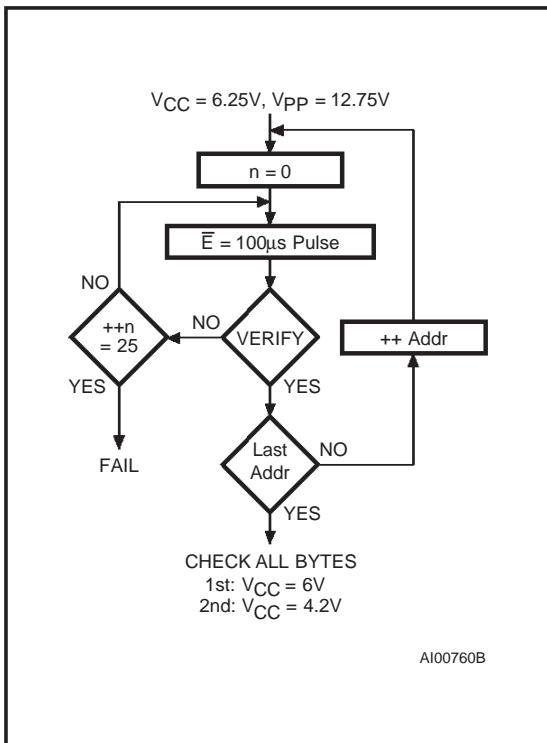 VCC = 6.25V, VPP = 12.75V
n = 0
E̅ = 100µs Pulse
NO
++n
= 25
NO
VERIFY
++ Addr
YES
YES
FAIL
Last
Addr
NO
YES
CHECK ALL BYTES
1st: VCC = 6V
2nd: VCC = 4.2V
AI00760B